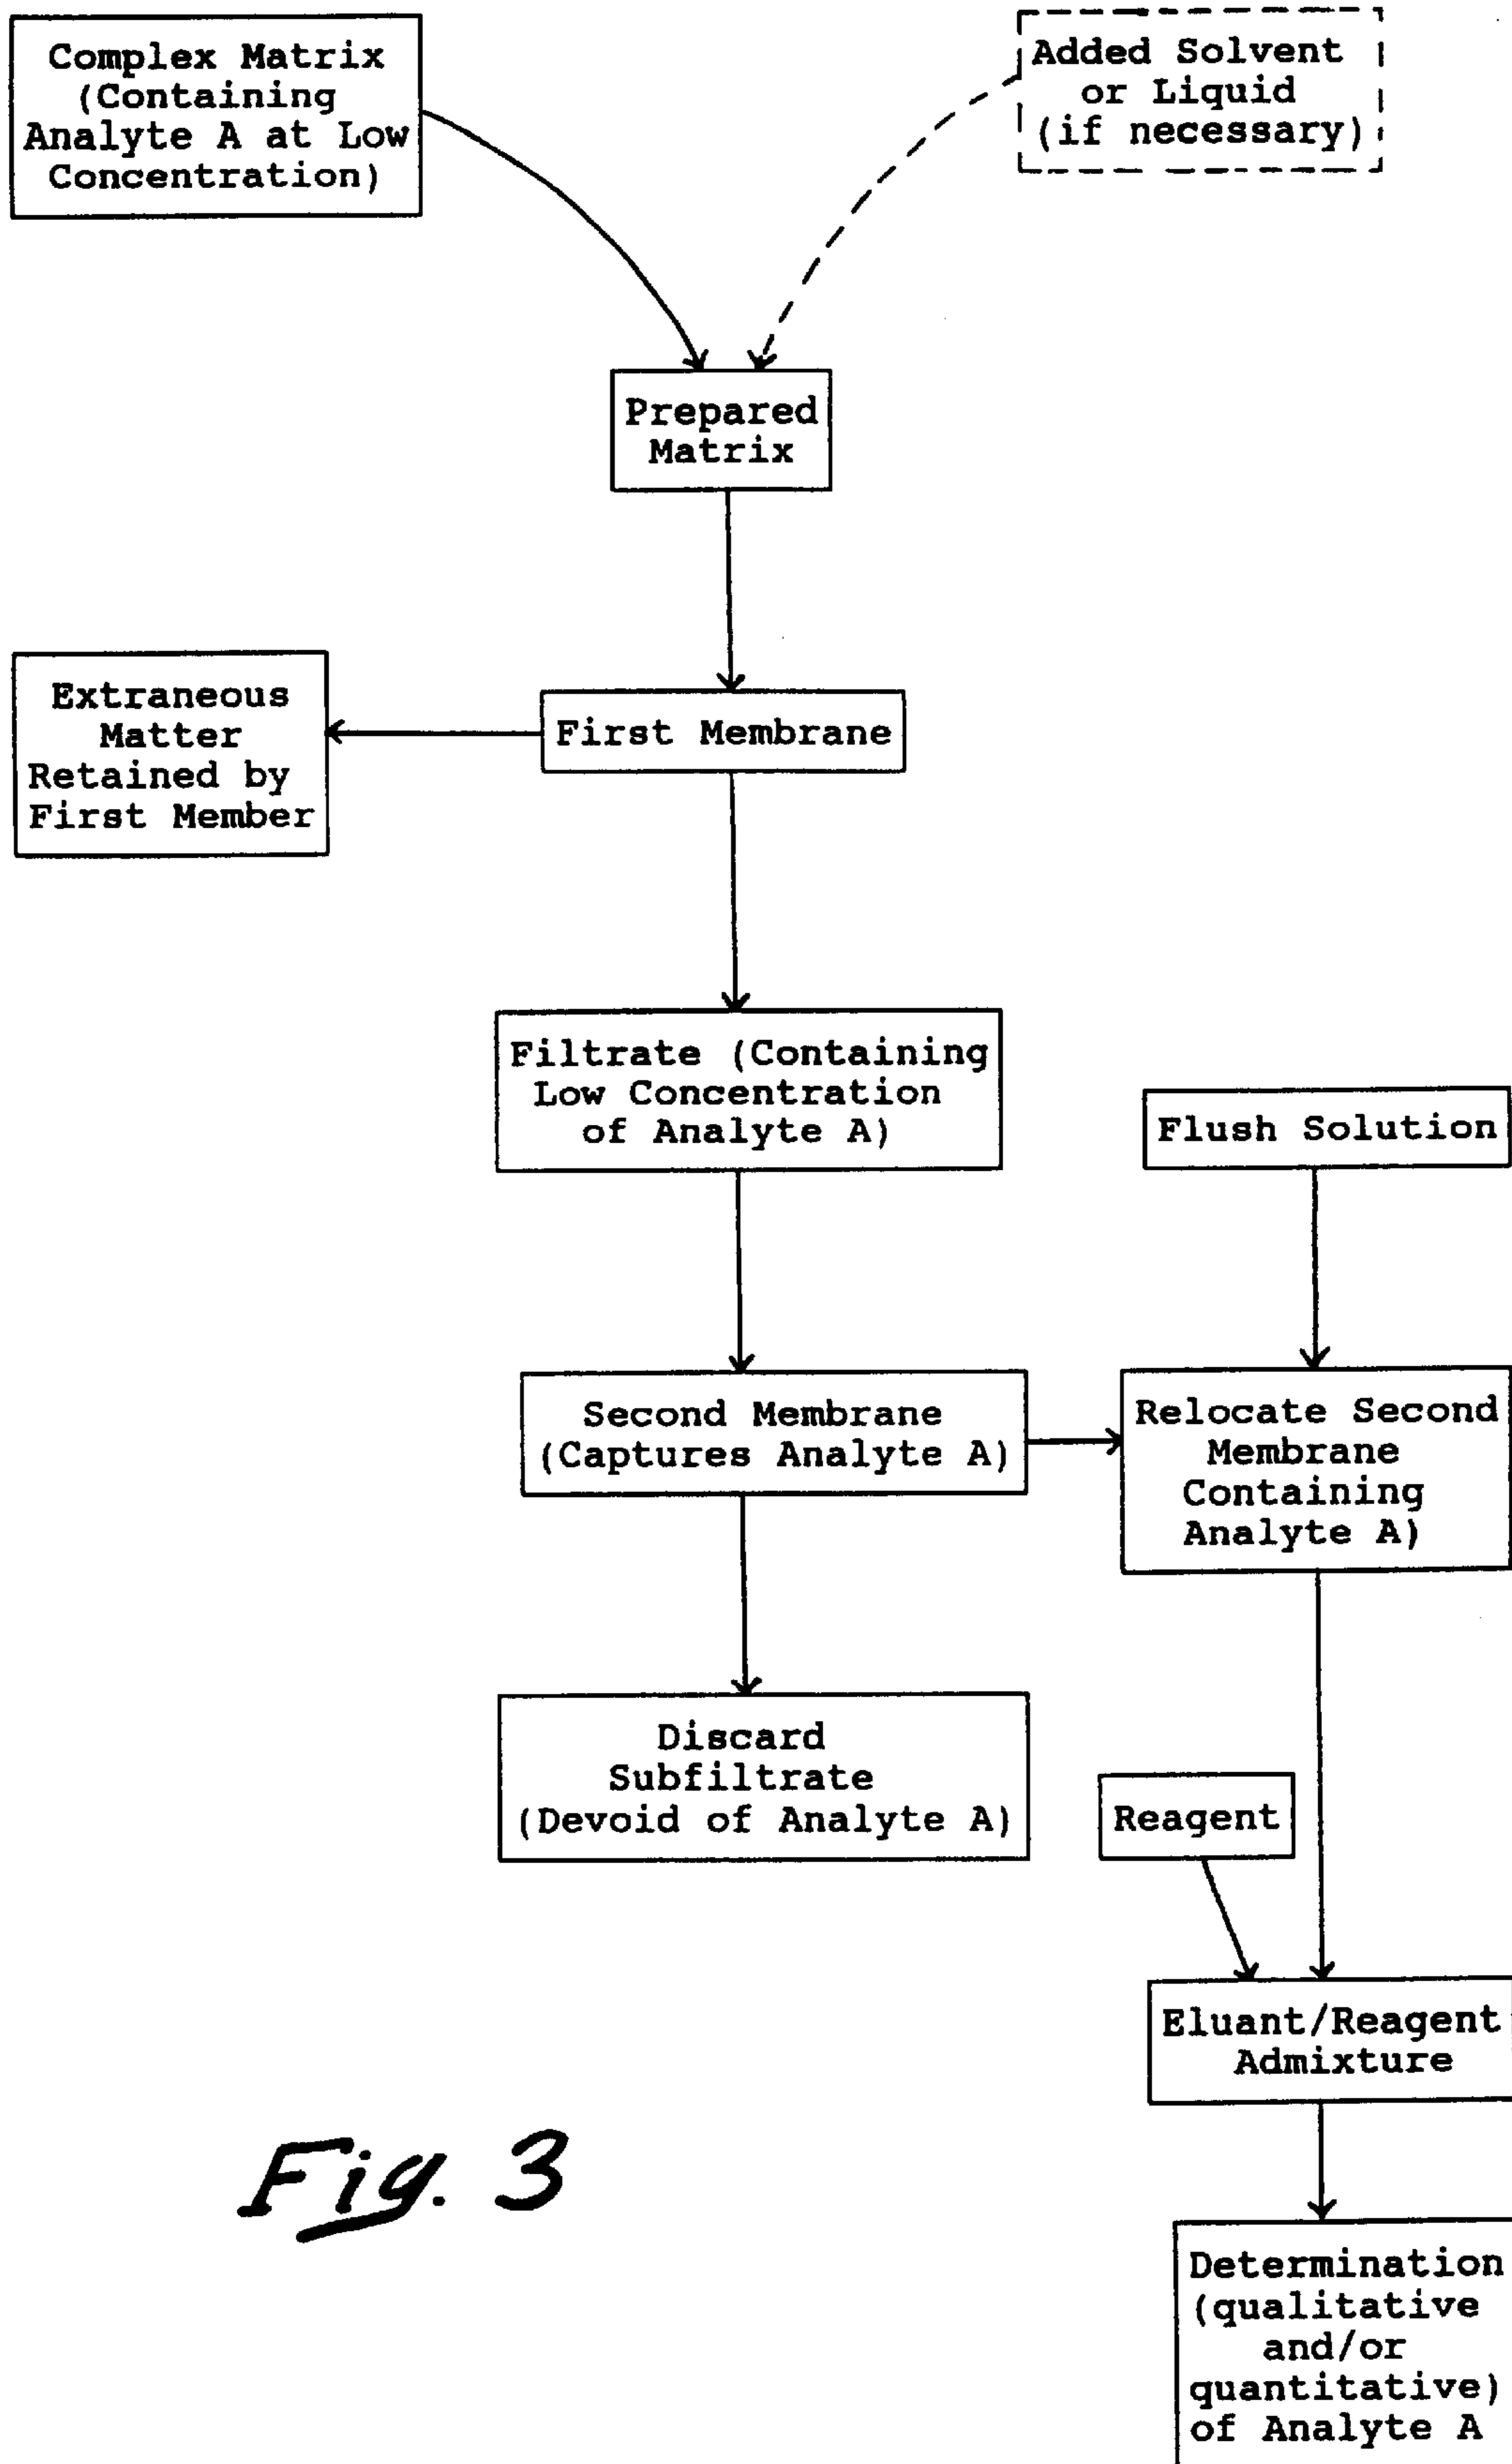 Complex Matrix
(Containing
Analyte A at Low
Concentration)
Added Solvent
or Liquid
(if necessary)
Prepared
Matrix
Extraneous
Matter
Retained by
First Member
First Membrane
Filtrate (Containing
Low Concentration
of Analyte A)
Flush Solution
Second Membrane
(Captures Analyte A)
Relocate Second
Membrane
Containing
Analyte A)
Discard
Subfiltrate
(Devoid of Analyte A)
Reagent
Eluant/Reagent
Admixture
Fig. 3
Determination
(qualitative
and/or
quantitative)
of Analyte A